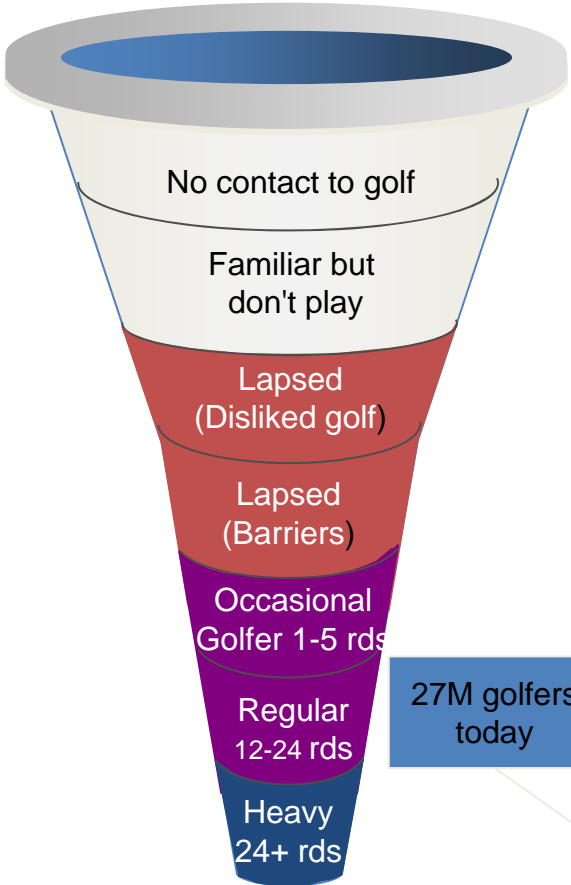 No contact to golf
Familiar but
don't play
Lapsed
(Disliked golf)
Lapsed
(Barriers)
Occasional
Golfer 1-5 rds
Regular
12-24 rds
27M golfers
today
Heavy
24+ rds